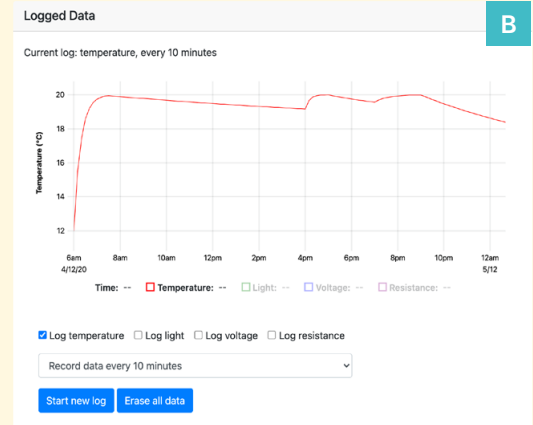 Logged Data
B
Current log: temperature, every 10 minutes
Temperature (°C)
20
18
16
14
12
6am 8am 10am 12pm 2pm 4pm 6pm 8pm 10pm 12am
4/12/20 5/12
Time: -- Temperature: -- Light: -- Voltage: -- Resistance: --
Log temperature Log light Log voltage Log resistance
Record data every 10 minutes
Start new log Erase all data